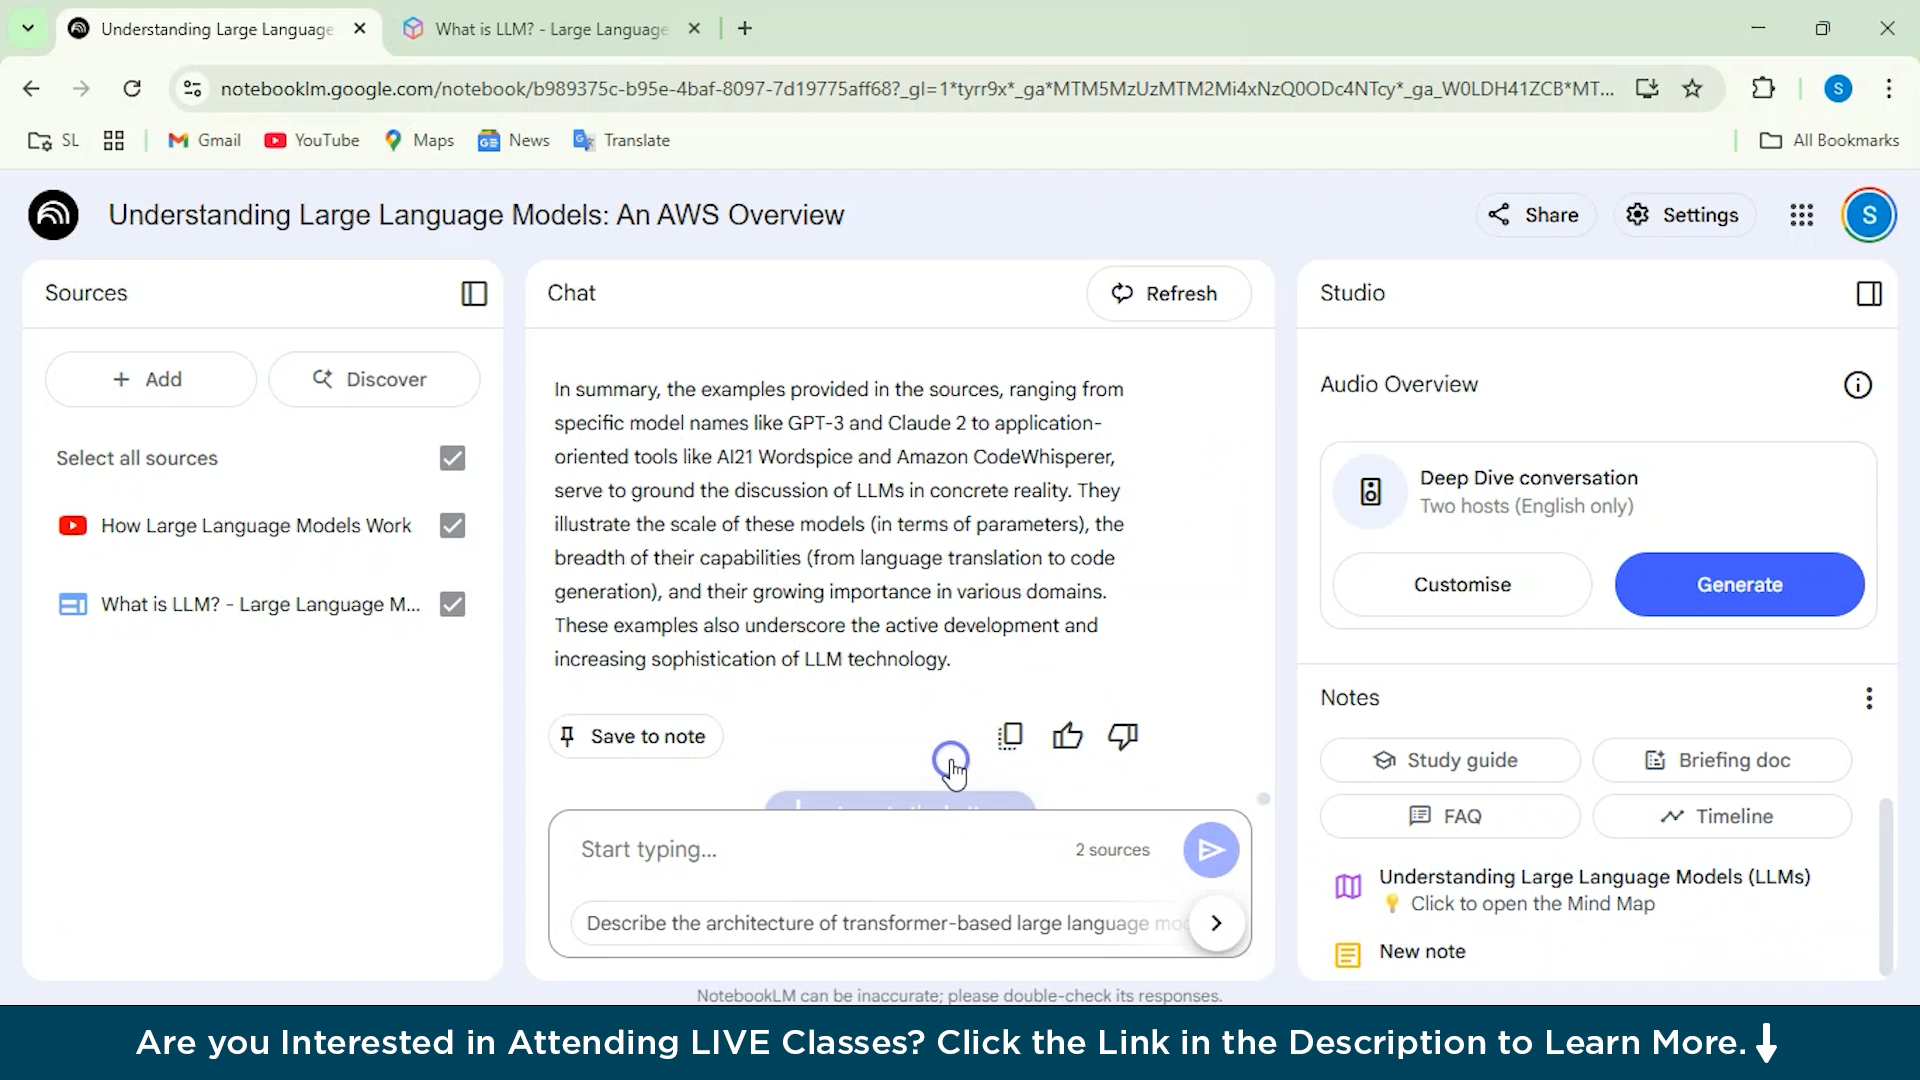 Understanding Large Language
What is LLM? - Large Language
notebooklm.google.com/notebook/b989375c-b95e-4baf-8097-7d19775aff68?_gl=1*tyrr9x*_ga*MTM5MzUzMTM2Mi4xNzQ0ODc4NTcy*_ga_W0LDH41ZCB*MT...
S
SL
Gmail
YouTube
Maps
News
Translate
All Bookmarks
Understanding Large Language Models: An AWS Overview
Share
Settings
S
Sources
Add
Discover
Select all sources
How Large Language Models Work
What is LLM? - Large Language M...
Chat
Refresh
In summary, the examples provided in the sources, ranging from
specific model names like GPT-3 and Claude 2 to application-
oriented tools like AI21 Wordspice and Amazon CodeWhisperer,
serve to ground the discussion of LLMs in concrete reality. They
illustrate the scale of these models (in terms of parameters), the
breadth of their capabilities (from language translation to code
generation), and their growing importance in various domains.
These examples also underscore the active development and
increasing sophistication of LLM technology.
Save to note
Start typing...
2 sources
Describe the architecture of transformer-based large language
NotebookLM can be inaccurate; please double-check its responses.
Studio
Audio Overview
Deep Dive conversation
Two hosts (English only)
Customise
Generate
Notes
Study guide
Briefing doc
FAQ
Timeline
Understanding Large Language Models (LLMs)
Click to open the Mind Map
New note
Are you Interested in Attending LIVE Classes? Click the Link in the Description to Learn More.